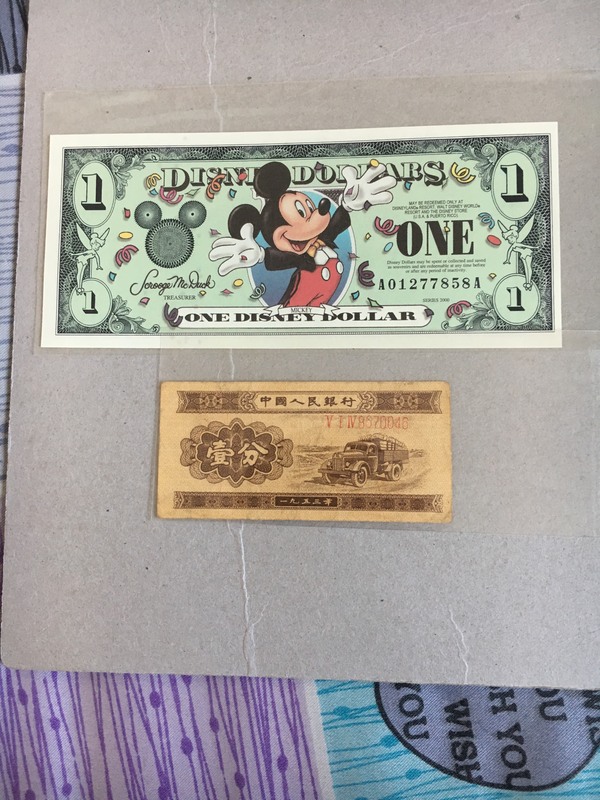 1
1
DISNEY DOLLARS
MAY BE REDEEMED ONLY AT
DISNEYLAND® RESORT, WALT DISNEY WORLD®
RESORT AND THE DISNEY STORE
(U.S.A. & PUERTO RICO)
ONE
Disney Dollars may be spent or collected and saved
as souvenirs and are redeemable at any time before
or after any period of inactivity.
Scrooge McDuck
TREASURER
A01277858A
SERIES 2000
1
1
MICKEY
ONE DISNEY DOLLAR
中國人民銀行
壹分
一九五三年
WISH
YOU